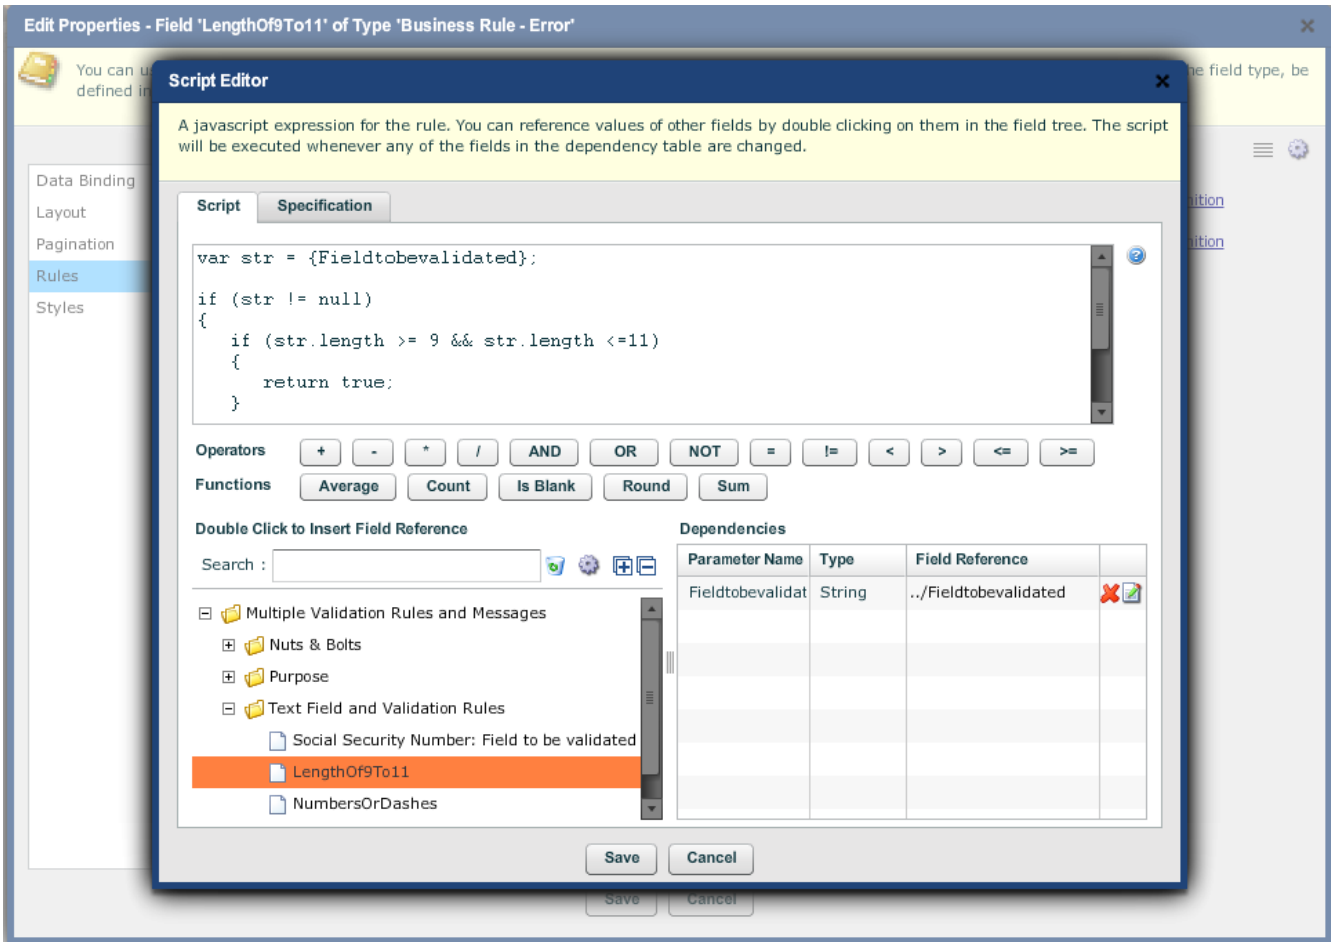 Edit Properties - Field 'LengthOf9To11' of Type 'Business Rule - Error'
You can
he field type, be
defined in
Script Editor
A javascript expression for the rule. You can reference values of other fields by double clicking on them in the field tree. The script
will be executed whenever any of the fields in the dependency table are changed.
Data Binding
Layout
Pagination
Rules
Styles
nition
nition
Script
Specification
var str = {Fieldtobevalidated};
if (str != null)
{
if (str.length >= 9 && str.length <=11)
{
return true;
}
Operators + - * / AND OR NOT = != < > <= >=
Functions Average Count Is Blank Round Sum
Double Click to Insert Field Reference
Search :
Multiple Validation Rules and Messages
Nuts & Bolts
Purpose
Text Field and Validation Rules
Social Security Number: Field to be validated
LengthOf9To11
NumbersOrDashes
Dependencies
Parameter Name Type Field Reference
Fieldtobevalidat String ../Fieldtobevalidated
Save Cancel
Save Cancel